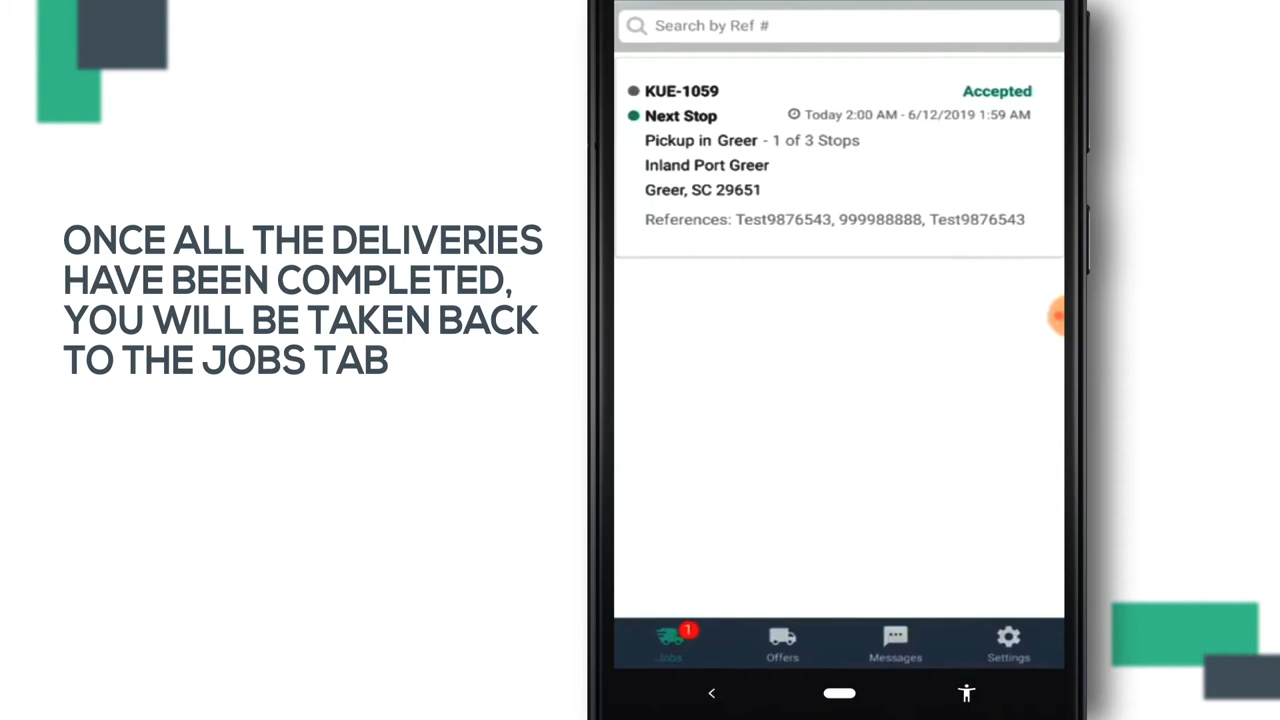 ONCE ALL THE DELIVERIES
HAVE BEEN COMPLETED,
YOU WILL BE TAKEN BACK
TO THE JOBS TAB
Search by Ref #
KUE-1059 Accepted
Next Stop Today 2:00 AM - 6/12/2019 1:59 AM
Pickup in Greer - 1 of 3 Stops
Inland Port Greer
Greer, SC 29651
References: Test9876543, 999988888, Test9876543
1
Jobs Offers Messages Settings